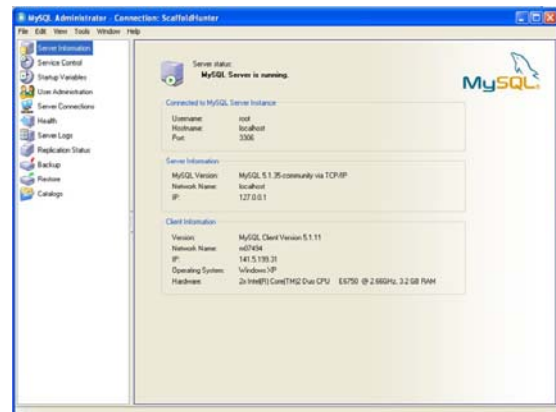 MySQL Administrator - Connection: ScaffoldHunter
File Edit View Tools Window Help
Server Information
Service Control
Startup Variables
User Administration
Server Connections
Health
Server Logs
Replication Status
Backup
Restore
Catalogs
Server status:
MySQL Server is running.
MySQL
Connected to MySQL Server Instance
Username: root
Hostname: localhost
Port: 3306
Server Information
MySQL Version: MySQL 5.1.35-community via TCP/IP
Network Name: localhost
IP: 127.0.0.1
Client Information
Version: MySQL Client Version 5.1.11
Network Name: m07494
IP: 141.5.199.31
Operating System: Windows XP
Hardware: 2x Intel(R) Core(TM)2 Duo CPU E6750 @ 2.66GHz, 3.2 GB RAM